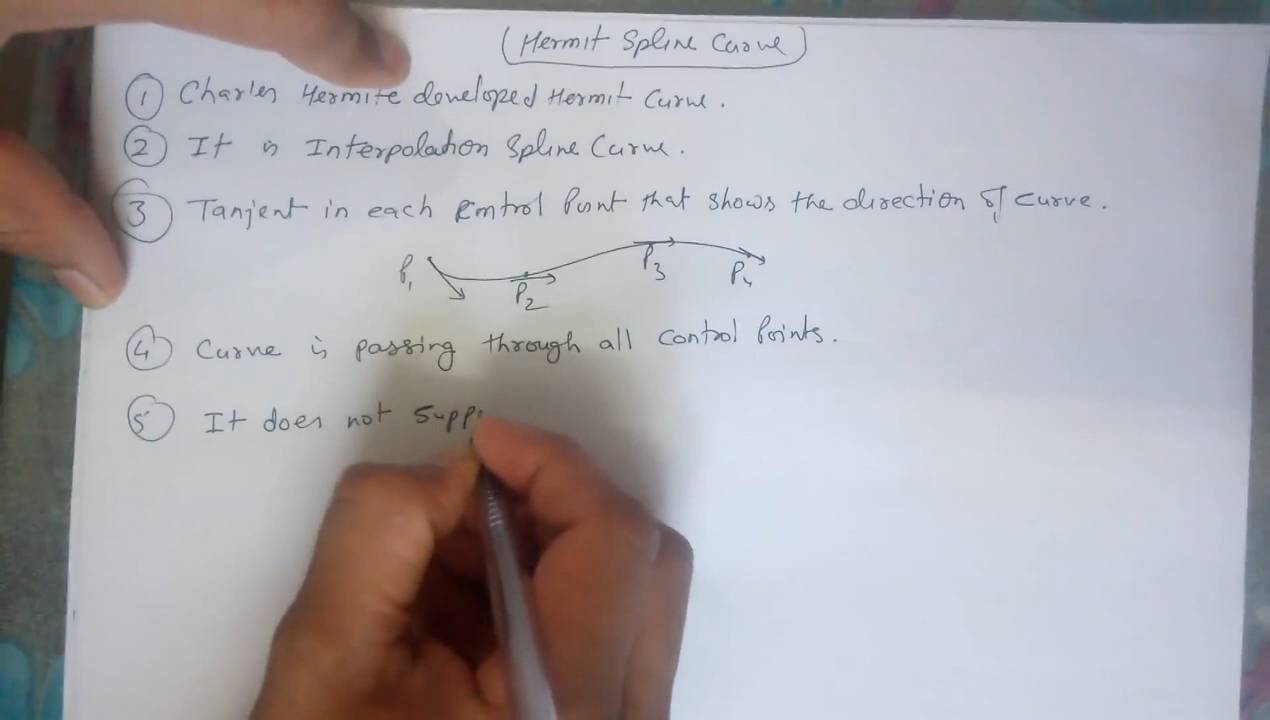 (Hermit Spline Curve)
1 Charles Hermite developed Hermit Curve.
2 It is Interpolation Spline Curve.
3 Tanjent in each Control Point that shows the direction of curve.
P1 P2 P3 P4
4 Curve is passing through all Control Points.
5 It does not Supp